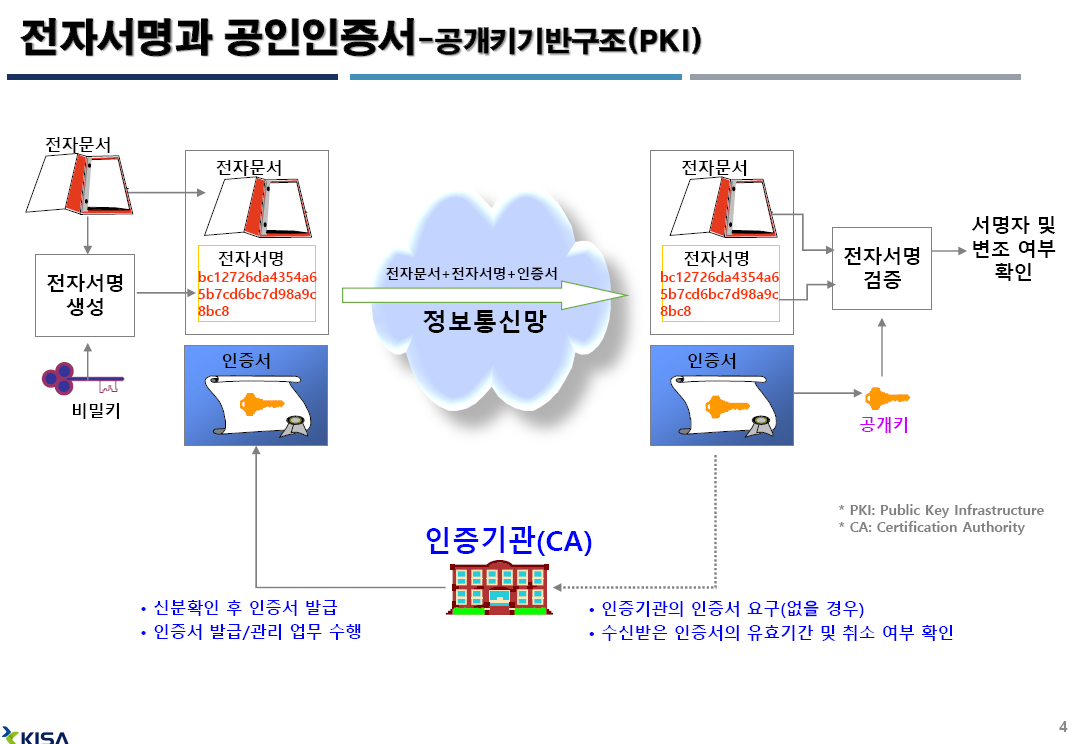 전자서명과 공인인증서-공개키기반구조(PKI)
전자문서
전자서명
생성
비밀키
전자문서
전자서명
bc12726da4354a6
5b7cd6bc7d98a9c
8bc8
인증서
전자문서+전자서명+인증서
정보통신망
전자문서
전자서명
bc12726da4354a6
5b7cd6bc7d98a9c
8bc8
인증서
전자서명
검증
서명자 및
변조 여부
확인
공개키
* PKI: Public Key Infrastructure
* CA: Certification Authority
인증기관(CA)
• 신분확인 후 인증서 발급
• 인증서 발급/관리 업무 수행
• 인증기관의 인증서 요구(없을 경우)
• 수신받은 인증서의 유효기간 및 취소 여부 확인
KISA
4